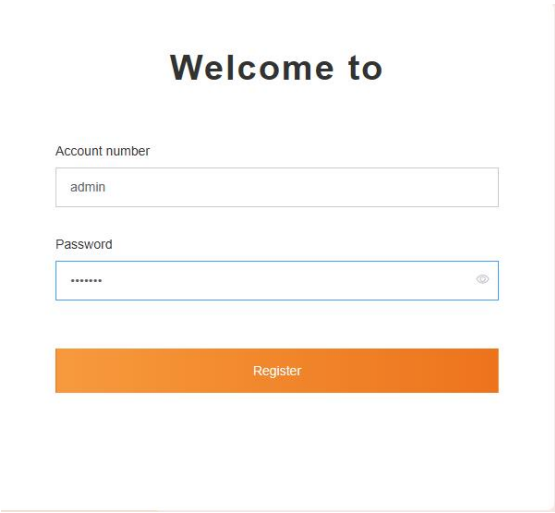 Welcome to
Account number
admin
Password
•••••••
Register